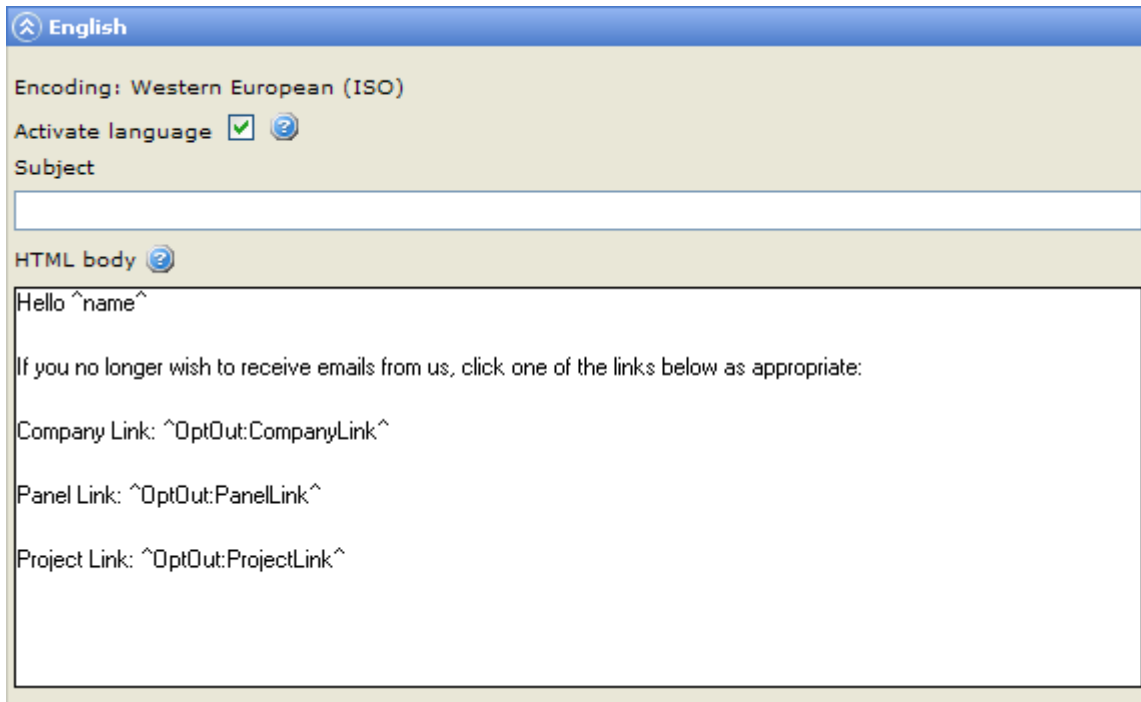 English
Encoding: Western European (ISO)
Activate language
Subject
HTML body
Hello ^name^
If you no longer wish to receive emails from us, click one of the links below as appropriate:
Company Link: ^OptOut:CompanyLink^
Panel Link: ^OptOut:PanelLink^
Project Link: ^OptOut:ProjectLink^